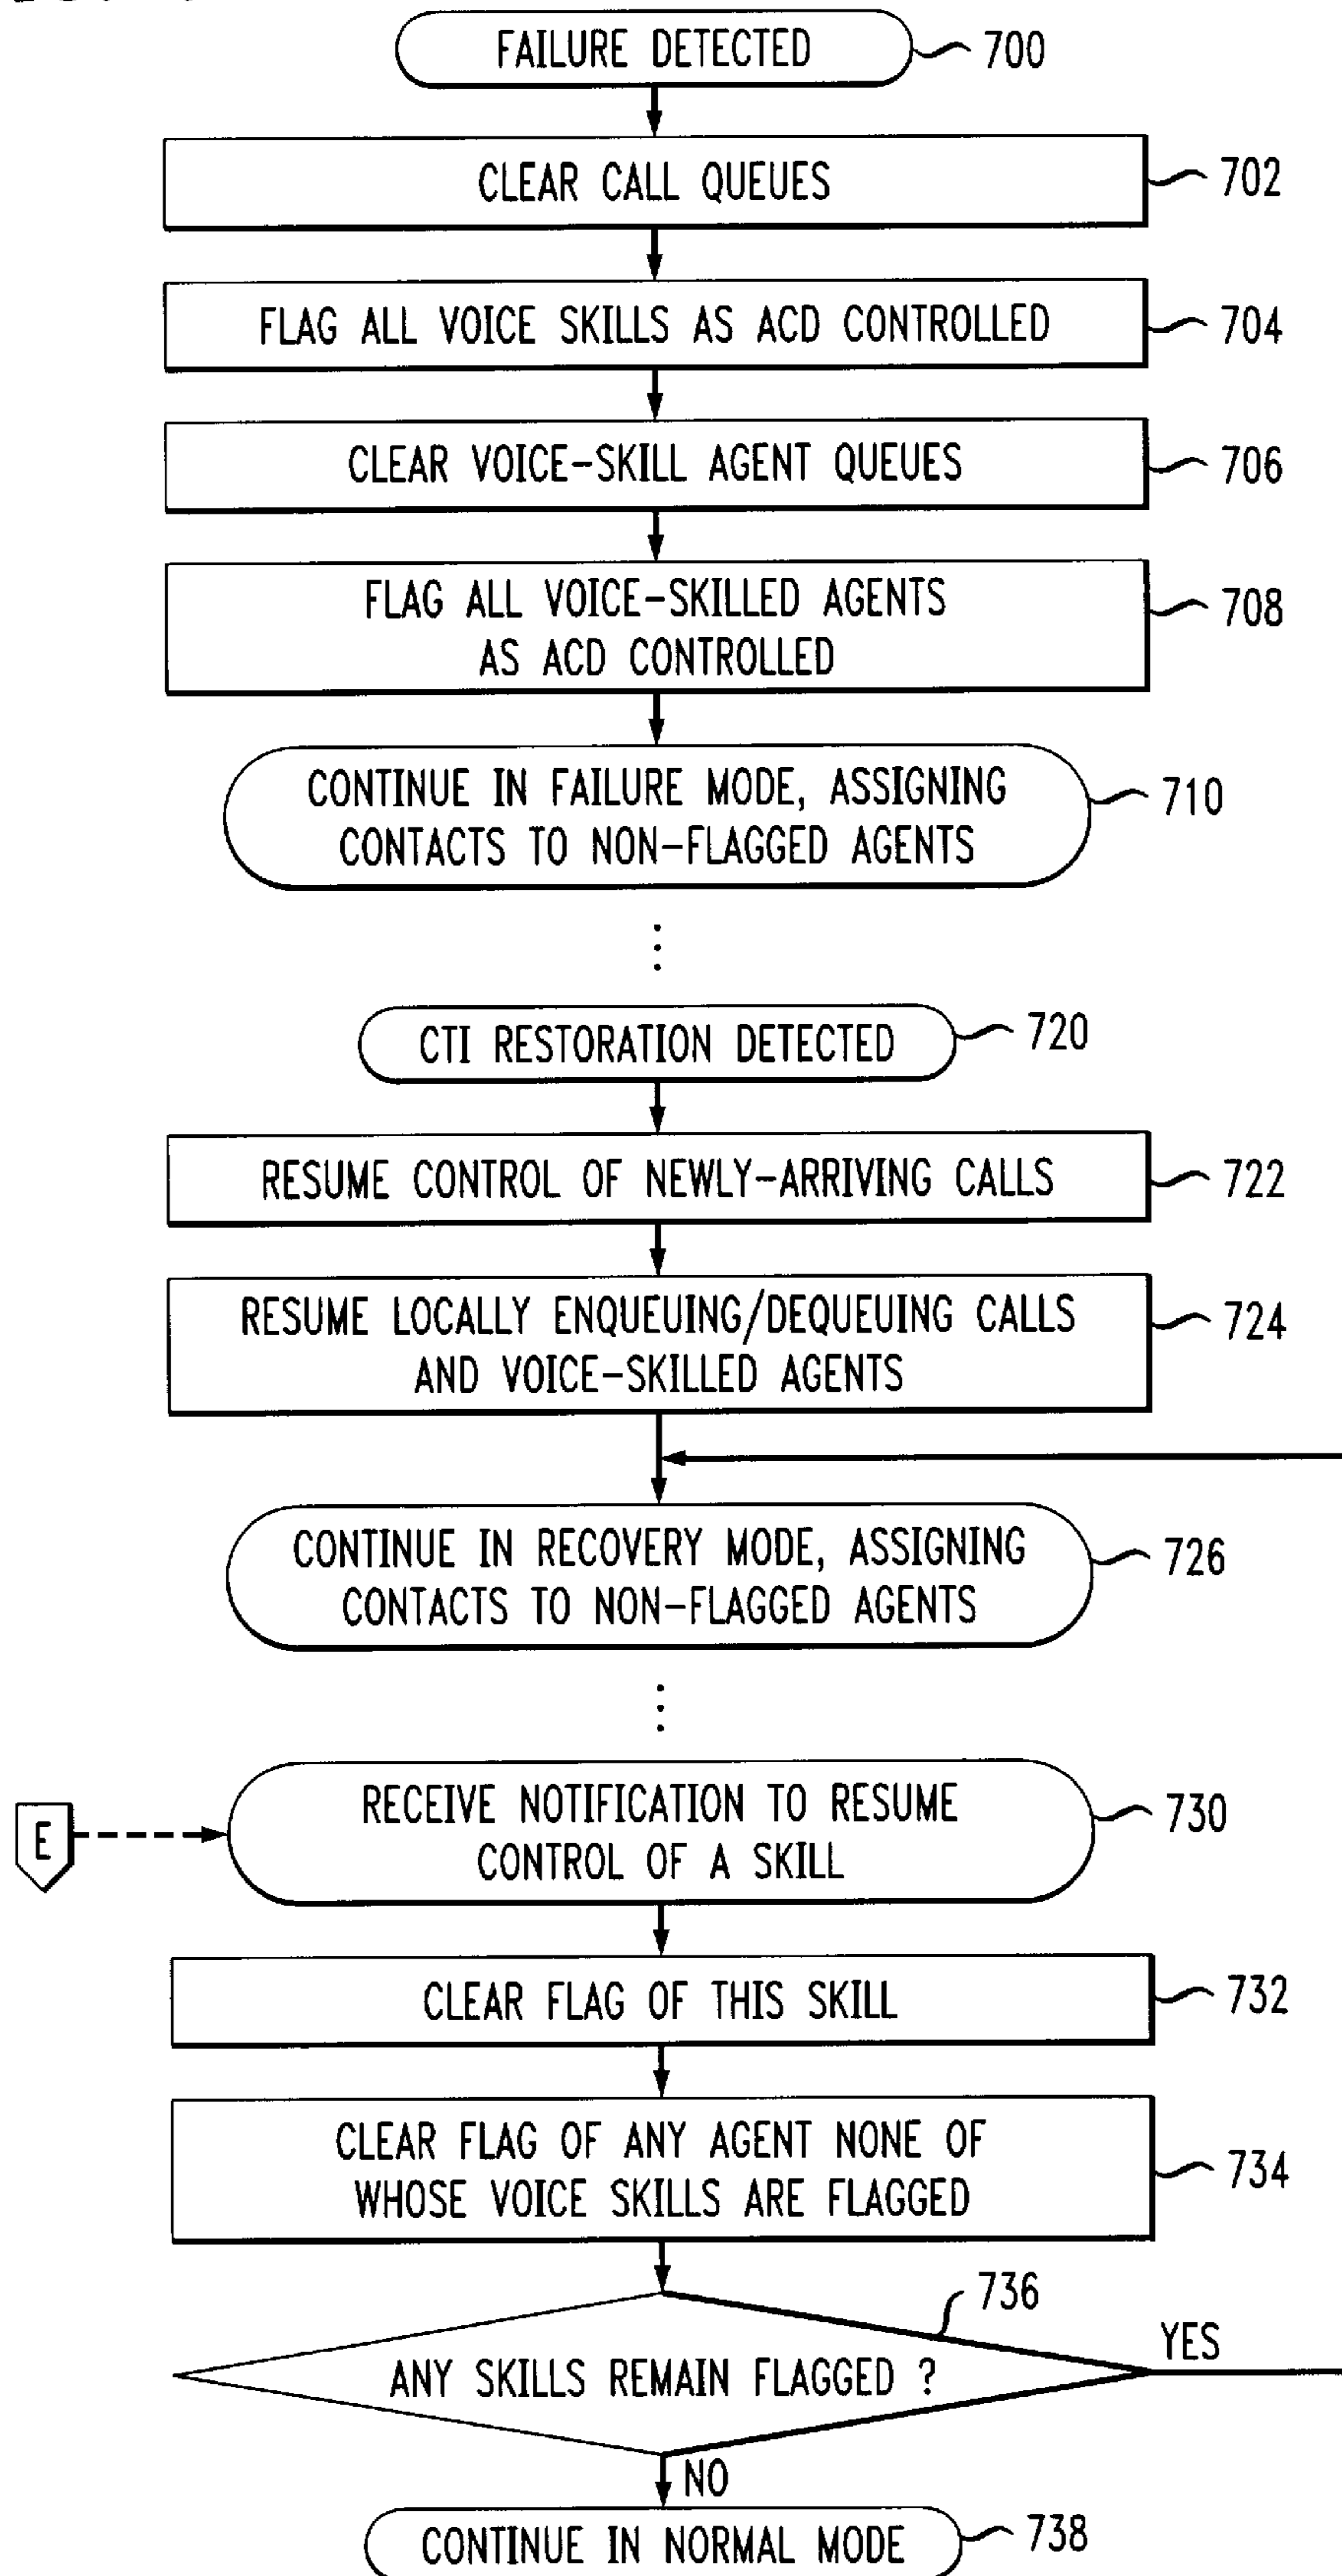 FAILURE DETECTED
700
CLEAR CALL QUEUES
702
FLAG ALL VOICE SKILLS AS ACD CONTROLLED
704
CLEAR VOICE-SKILL AGENT QUEUES
706
FLAG ALL VOICE-SKILLED AGENTS
AS ACD CONTROLLED
708
CONTINUE IN FAILURE MODE, ASSIGNING
CONTACTS TO NON-FLAGGED AGENTS
710
CTI RESTORATION DETECTED
720
RESUME CONTROL OF NEWLY-ARRIVING CALLS
722
RESUME LOCALLY ENQUEUING/DEQUEUING CALLS
AND VOICE-SKILLED AGENTS
724
CONTINUE IN RECOVERY MODE, ASSIGNING
CONTACTS TO NON-FLAGGED AGENTS
726
E
RECEIVE NOTIFICATION TO RESUME
CONTROL OF A SKILL
730
CLEAR FLAG OF THIS SKILL
732
CLEAR FLAG OF ANY AGENT NONE OF
WHOSE VOICE SKILLS ARE FLAGGED
734
736
ANY SKILLS REMAIN FLAGGED ?
YES
NO
CONTINUE IN NORMAL MODE
738